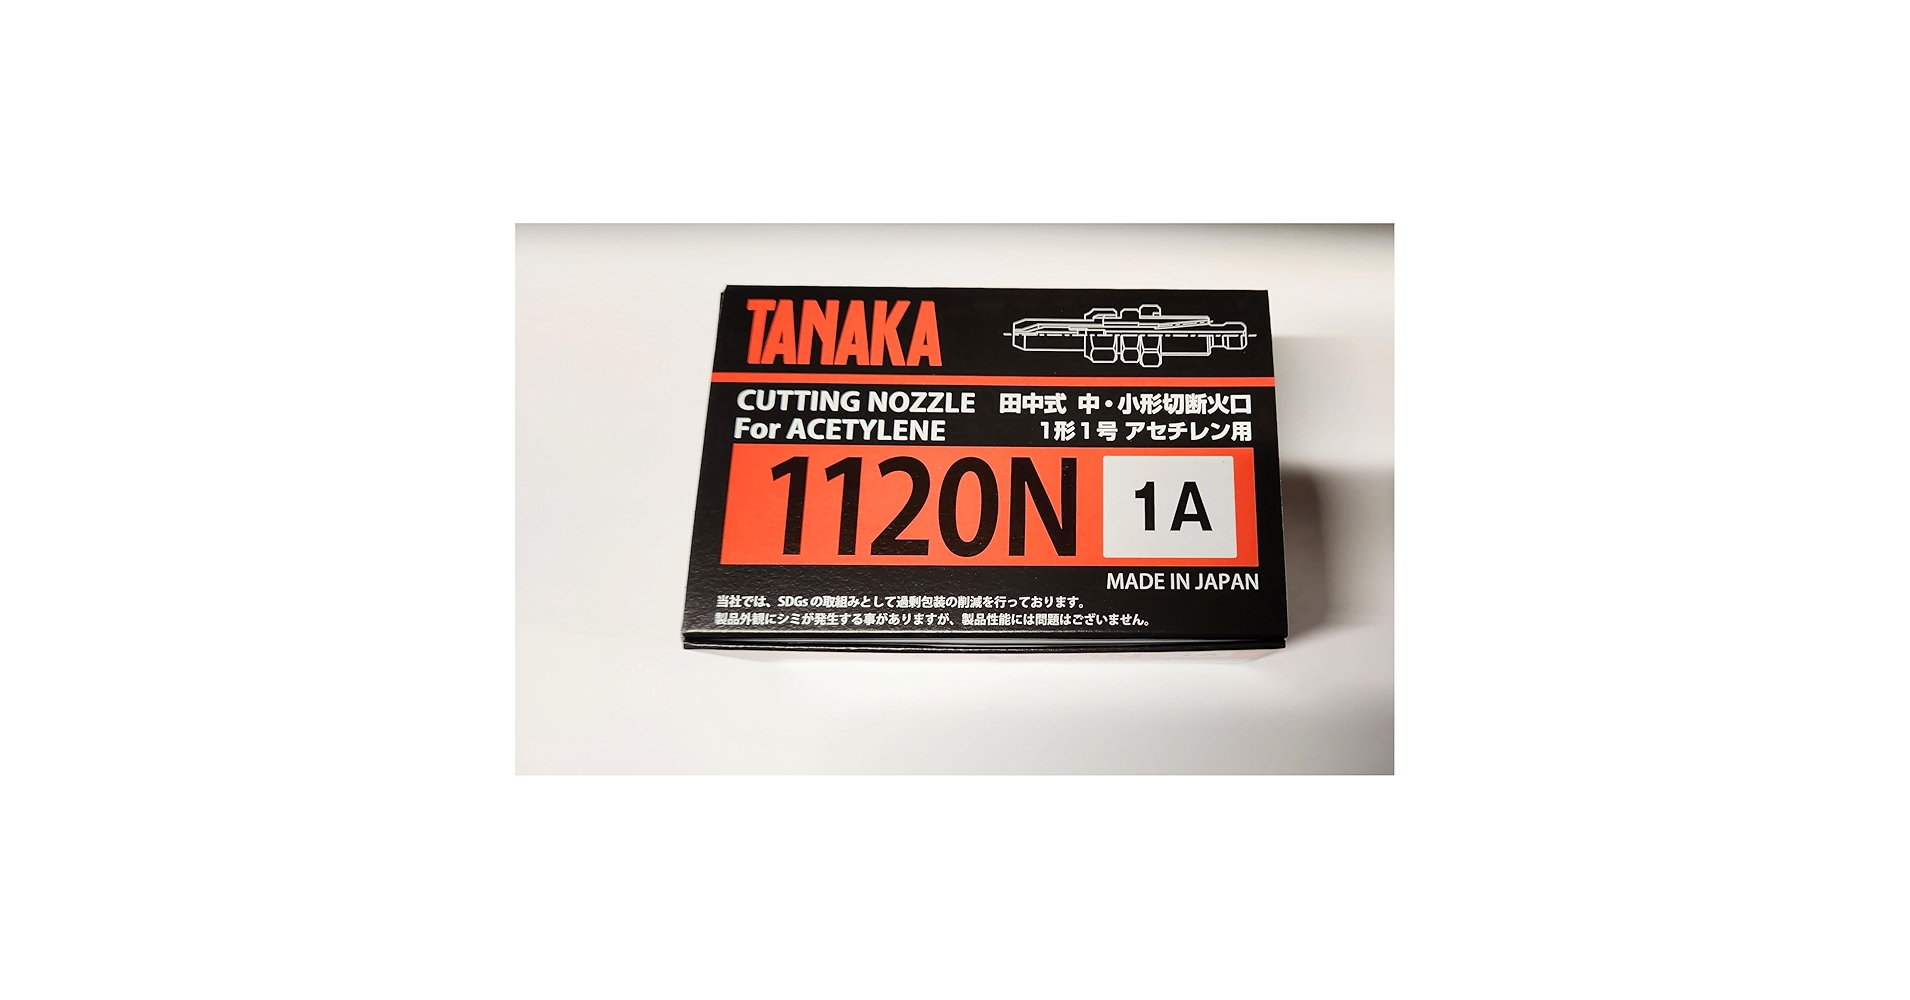 TANAKA
CUTTING NOZZLE 田中式 中・小形切断火口
For ACETYLENE 1形1号 アセチレン用
1120N 1A
MADE IN JAPAN
当社では、SDGsの取組みとして過剰包装の削減を行っております。
製品外観にシミが発生する事がありますが、製品性能には問題はございません。